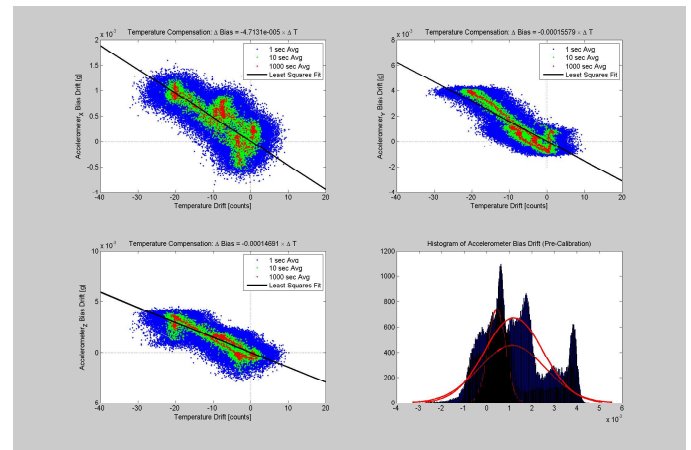 Temperature Compensation: Δ Bias = -4.7131e-005 × Δ T
x 10⁻³
2
1.5
1
0.5
0
-0.5
-1
-40 -30 -20 -10 0 10 20
Accelerometer_X Bias Drift [g]
Temperature Drift [counts]
1 sec Avg
10 sec Avg
1000 sec Avg
Least Squares Fit
Temperature Compensation: Δ Bias = -0.00015579 × Δ T
x 10⁻³
8
6
4
2
0
-2
-4
-40 -30 -20 -10 0 10 20
Accelerometer_Y Bias Drift [g]
Temperature Drift [counts]
1 sec Avg
10 sec Avg
1000 sec Avg
Least Squares Fit
Temperature Compensation: Δ Bias = -0.00014691 × Δ T
x 10⁻³
10
5
0
-40 -30 -20 -10 0 10 20
Accelerometer_Z Bias Drift [g]
Temperature Drift [counts]
1 sec Avg
10 sec Avg
1000 sec Avg
Least Squares Fit
Histogram of Accelerometer Bias Drift (Pre-Calibration)
1200
1000
800
600
400
200
0
-4 -3 -2 -1 0 1 2 3 4 5 6